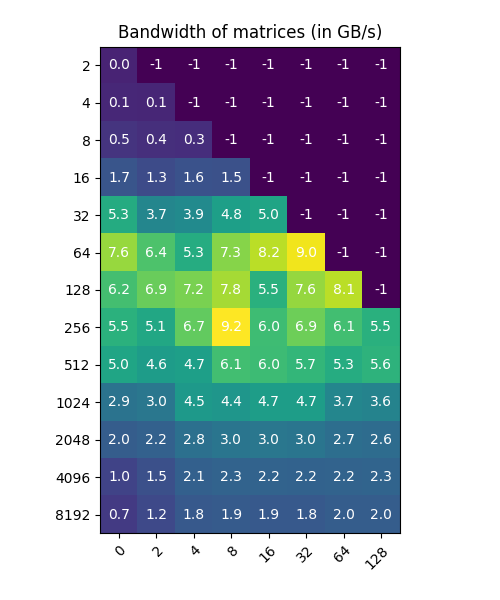 Bandwidth of matrices (in GB/s)
2 0.0 -1 -1 -1 -1 -1 -1 -1
4 0.1 0.1 -1 -1 -1 -1 -1 -1
8 0.5 0.4 0.3 -1 -1 -1 -1 -1
16 1.7 1.3 1.6 1.5 -1 -1 -1 -1
32 5.3 3.7 3.9 4.8 5.0 -1 -1 -1
64 7.6 6.4 5.3 7.3 8.2 9.0 -1 -1
128 6.2 6.9 7.2 7.8 5.5 7.6 8.1 -1
256 5.5 5.1 6.7 9.2 6.0 6.9 6.1 5.5
512 5.0 4.6 4.7 6.1 6.0 5.7 5.3 5.6
1024 2.9 3.0 4.5 4.4 4.7 4.7 3.7 3.6
2048 2.0 2.2 2.8 3.0 3.0 3.0 2.7 2.6
4096 1.0 1.5 2.1 2.3 2.2 2.2 2.2 2.3
8192 0.7 1.2 1.8 1.9 1.9 1.8 2.0 2.0
0 2 4 8 16 32 64 128